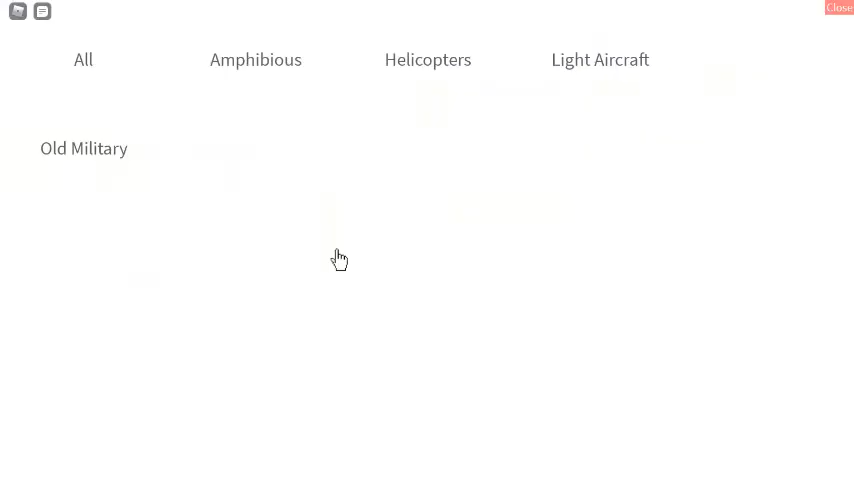 Close
All
Amphibious
Helicopters
Light Aircraft
Old Military